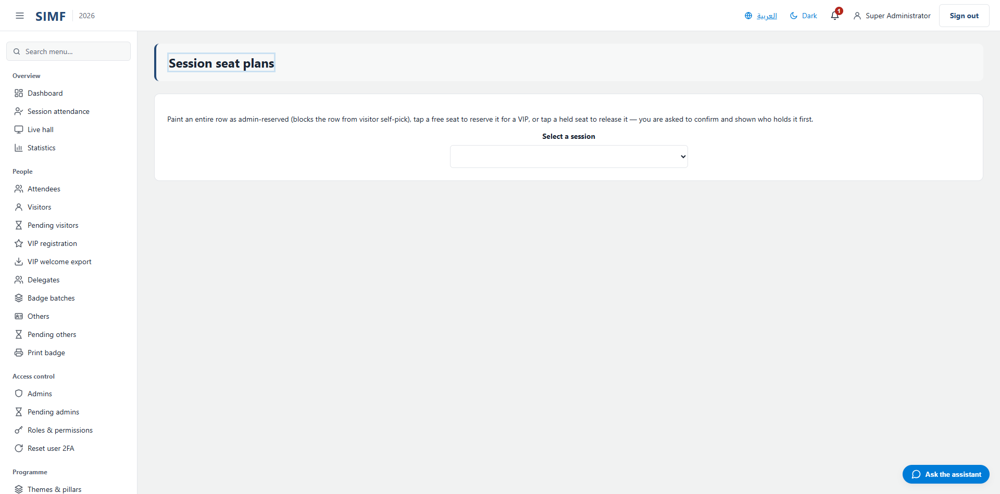 SIMF 2026
العربية
Dark
1
Super Administrator
Sign out
Search menu...
Overview
Dashboard
Session attendance
Live hall
Statistics
People
Attendees
Visitors
Pending visitors
VIP registration
VIP welcome export
Delegates
Badge batches
Others
Pending others
Print badge
Access control
Admins
Pending admins
Roles & permissions
Reset user 2FA
Programme
Themes & pillars
Session seat plans
Paint an entire row as admin-reserved (blocks the row from visitor self-pick), tap a free seat to reserve it for a VIP, or tap a held seat to release it — you are asked to confirm and shown who holds it first.
Select a session
Ask the assistant